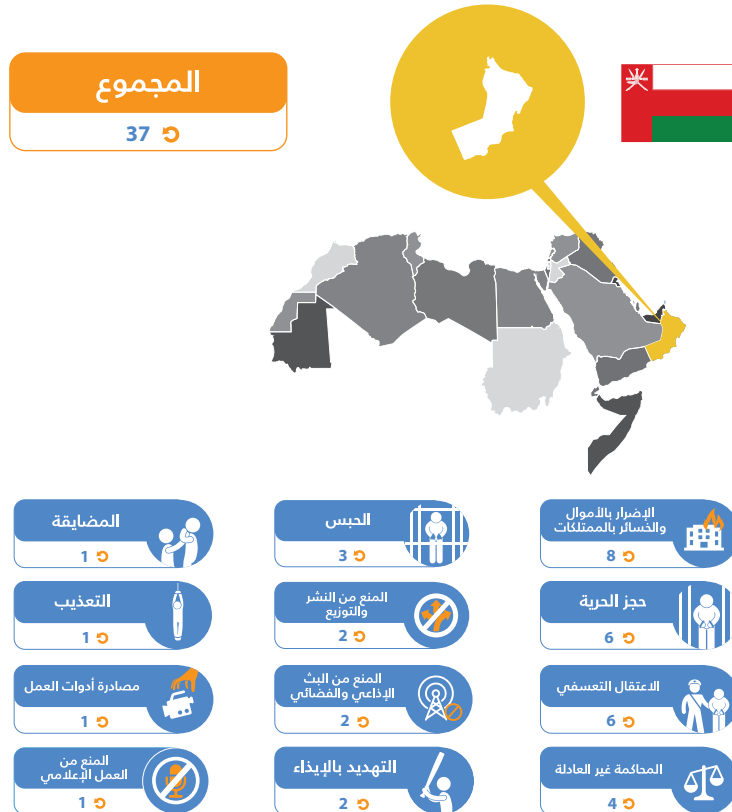 المجموع
37
الإضرار بالأموال
والخسائر بالممتلكات
8
الحبس
3
المضايقة
1
حجز الحرية
6
المنع من النشر
والتوزيع
2
التعذيب
1
الاعتقال التعسفي
6
المنع من البث
الإذاعي والفضائي
2
مصادرة أدوات العمل
1
المحاكمة غير العادلة
4
التهديد بالإيذاء
2
المنع من
العمل الإعلامي
1